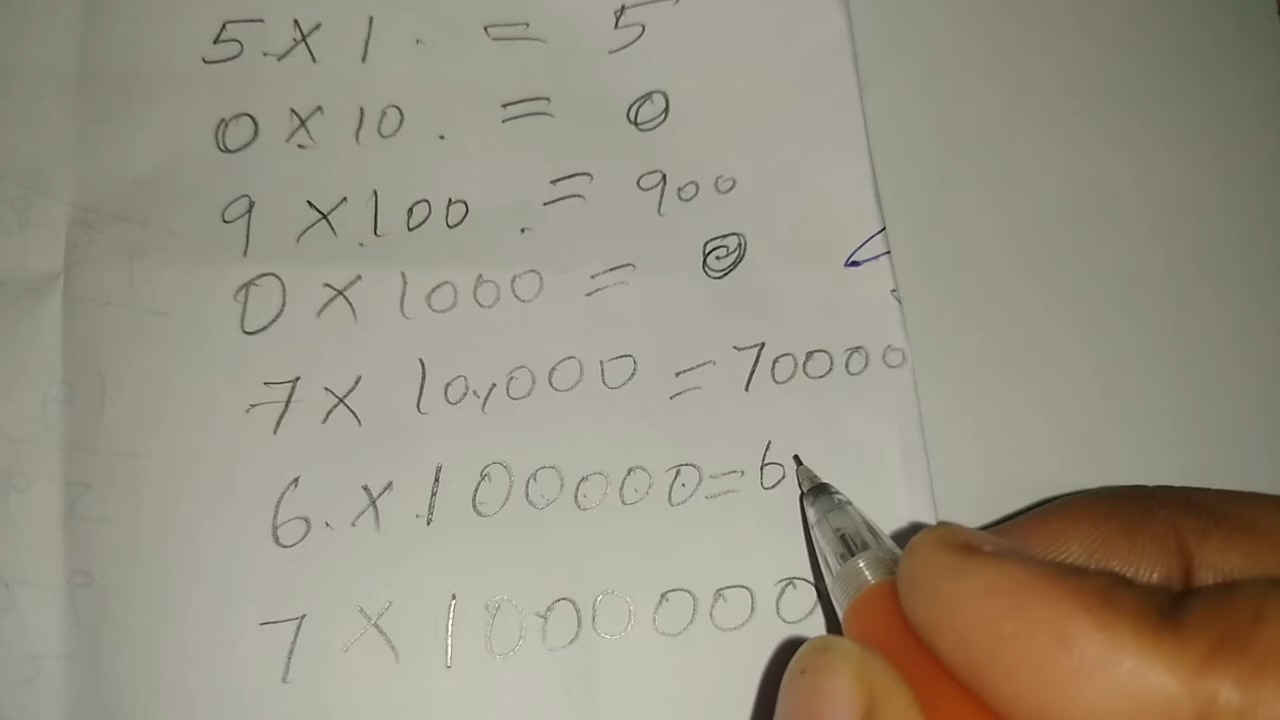 5 × 1 = 5
0 × 10 = 0
9 × 100 = 900
0 × 1000 = 0
7 × 10,000 = 70000
6 × 100000 = 6
7 × 1000000